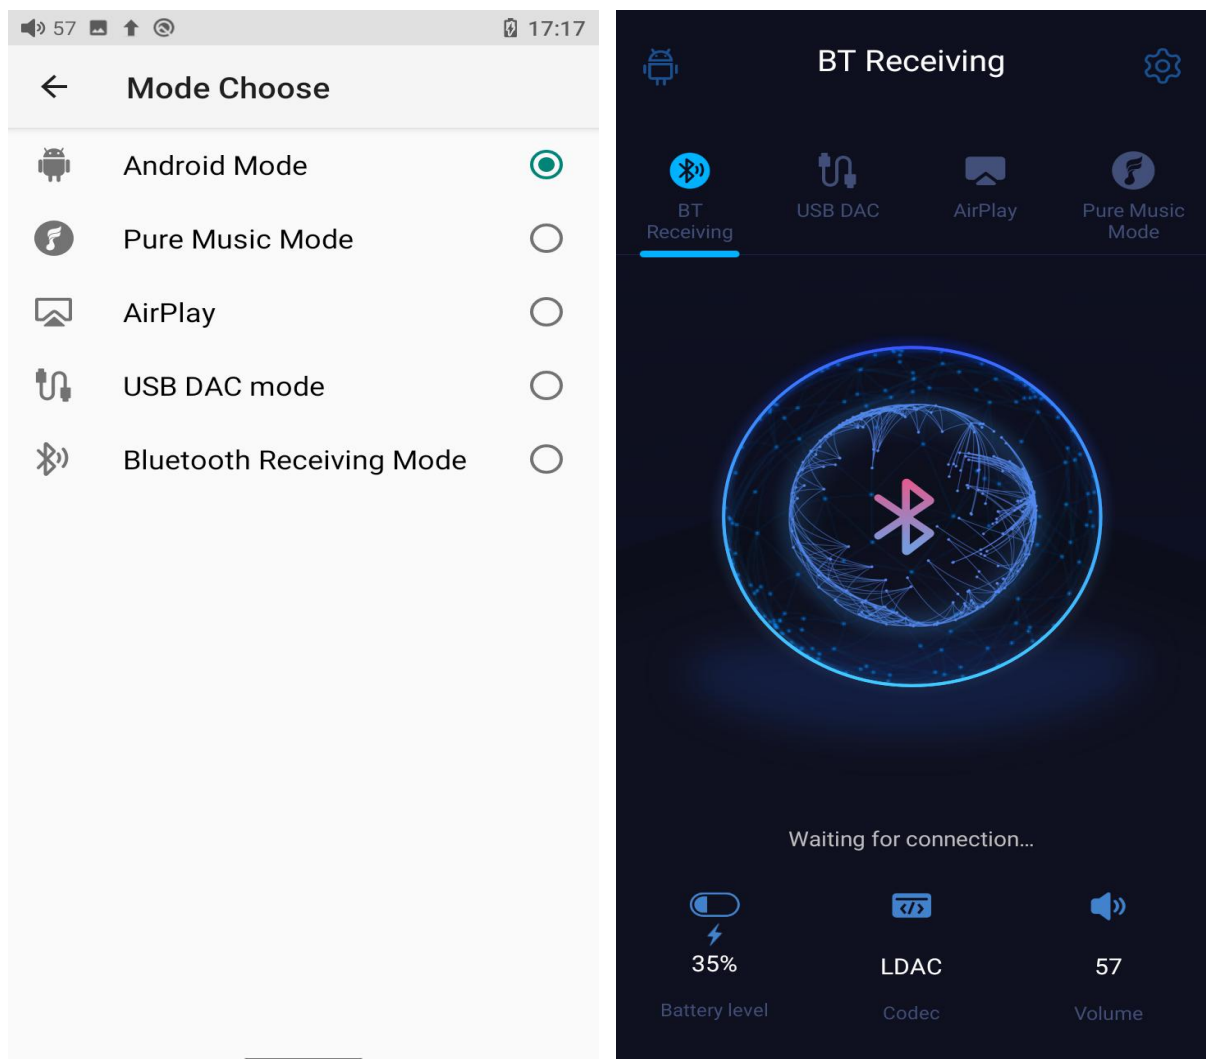 57
17:17
Mode Choose
Android Mode
Pure Music Mode
AirPlay
USB DAC mode
Bluetooth Receiving Mode
BT Receiving
BT
Receiving
USB DAC
AirPlay
Pure Music
Mode
Waiting for connection...
35%
LDAC
57
Battery level
Codec
Volume